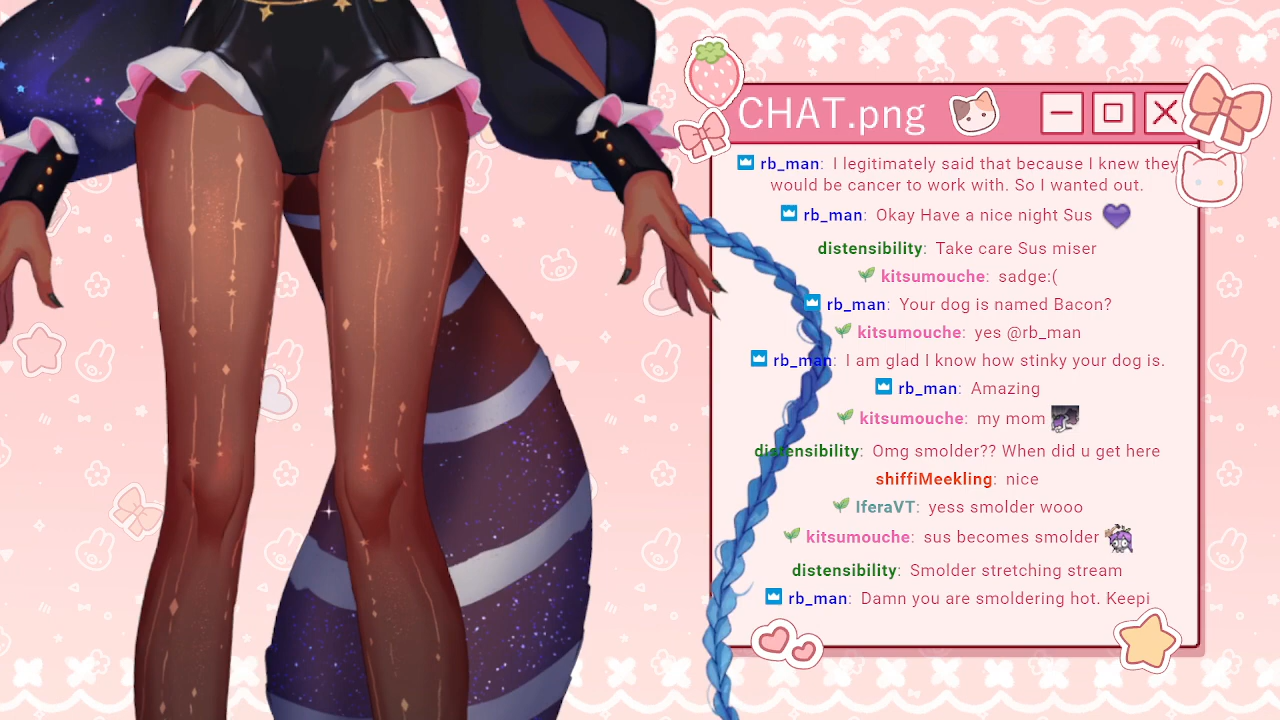 CHAT.png
rb_man: I legitimately said that because I knew they
would be cancer to work with. So I wanted out.
rb_man: Okay Have a nice night Sus
distensibility: Take care Sus miser
kitsumouche: sadge:(
rb_man: Your dog is named Bacon?
kitsumouche: yes @rb_man
rb_man: I am glad I know how stinky your dog is.
rb_man: Amazing
kitsumouche: my mom
distensibility: Omg smolder?? When did u get here
shiffiMeekling: nice
IferaVT: yess smolder wooo
kitsumouche: sus becomes smolder
distensibility: Smolder stretching stream
rb_man: Damn you are smoldering hot. Keepi